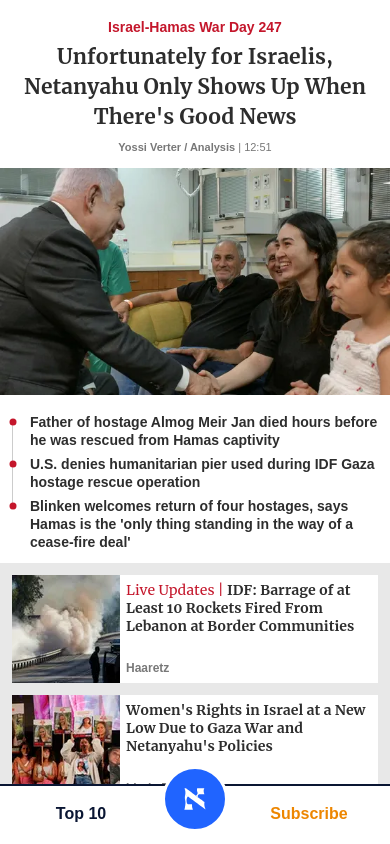 Israel-Hamas War Day 247
Unfortunately for Israelis,
Netanyahu Only Shows Up When
There's Good News
Yossi Verter / Analysis | 12:51
Father of hostage Almog Meir Jan died hours before
he was rescued from Hamas captivity
U.S. denies humanitarian pier used during IDF Gaza
hostage rescue operation
Blinken welcomes return of four hostages, says
Hamas is the 'only thing standing in the way of a
cease-fire deal'
Live Updates | IDF: Barrage of at
Least 10 Rockets Fired From
Lebanon at Border Communities
Haaretz
Women's Rights in Israel at a New
Low Due to Gaza War and
Netanyahu's Policies
Top 10
Subscribe